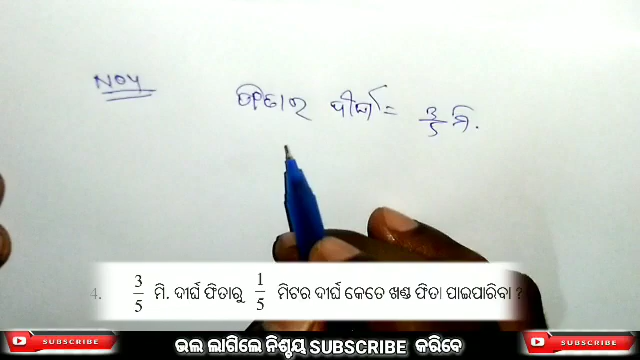 NO4
ଫିତାର ଦୀର୍ଘ = 3/5 ମି.
4. 3/5 ମି. ଦୀର୍ଘ ଫିତାରୁ 1/5 ମିଟର ଦୀର୍ଘ କେତେ ଖଣ୍ଡ ଫିତା ପାଇପାରିବା ?
SUBSCRIBE ଭଲ ଲାଗିଲେ ନିଶ୍ଚୟ SUBSCRIBE କରିବେ SUBSCRIBE